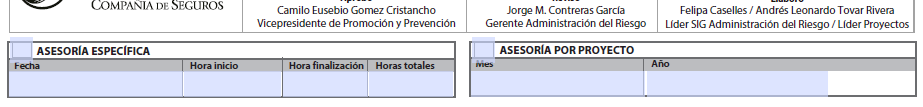 COMPAÑÍA DE SEGUROS
Camilo Eusebio Gomez Cristancho
Vicepresidente de Promoción y Prevención
Jorge M. Contreras García
Gerente Administración del Riesgo
Felipa Caselles / Andrés Leonardo Tovar Rivera
Líder SIG Administración del Riesgo / Líder Proyectos
ASESORÍA ESPECÍFICA
Fecha Hora inicio Hora finalización Horas totales
ASESORÍA POR PROYECTO
Mes Año